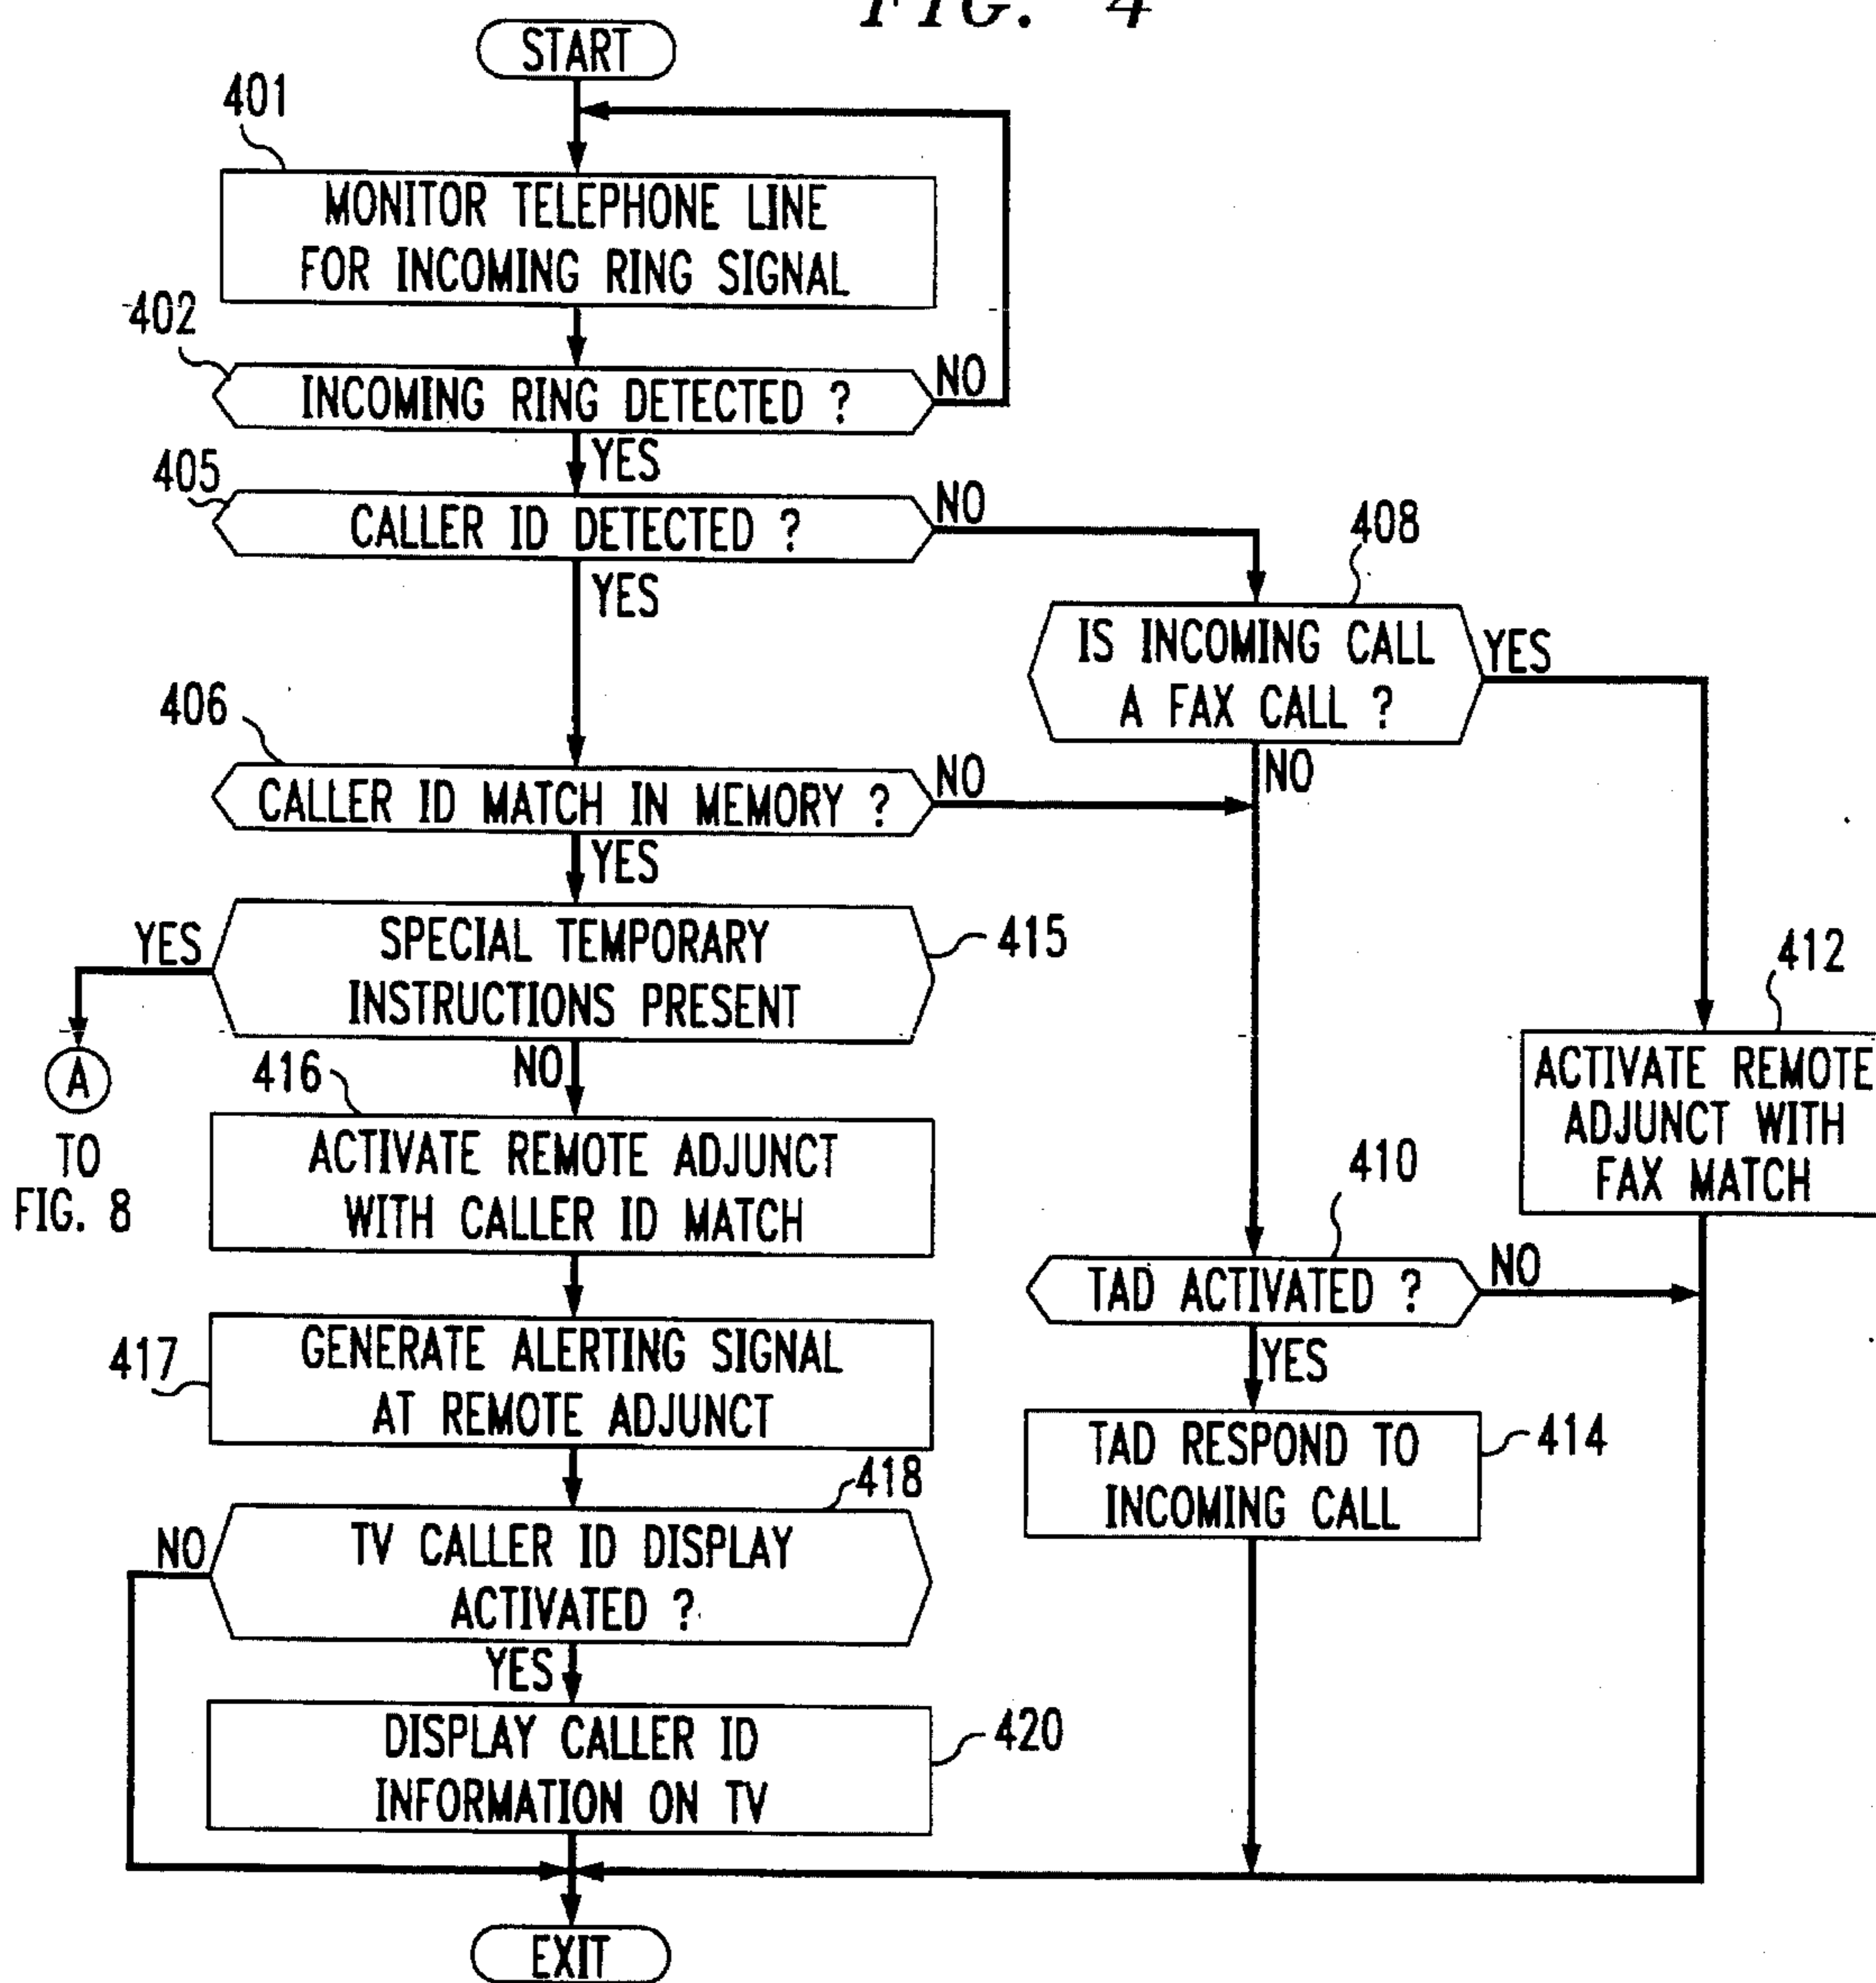 FIG. 4
START
401
MONITOR TELEPHONE LINE
FOR INCOMING RING SIGNAL
402
INCOMING RING DETECTED ?
NO
YES
405
CALLER ID DETECTED ?
NO
YES
408
IS INCOMING CALL
A FAX CALL ?
YES
NO
406
CALLER ID MATCH IN MEMORY ?
NO
YES
415
SPECIAL TEMPORARY
INSTRUCTIONS PRESENT
YES
A
TO
FIG. 8
NO
412
ACTIVATE REMOTE
ADJUNCT WITH
FAX MATCH
416
ACTIVATE REMOTE ADJUNCT
WITH CALLER ID MATCH
410
TAD ACTIVATED ?
NO
YES
417
GENERATE ALERTING SIGNAL
AT REMOTE ADJUNCT
414
TAD RESPOND TO
INCOMING CALL
418
TV CALLER ID DISPLAY
ACTIVATED ?
NO
YES
420
DISPLAY CALLER ID
INFORMATION ON TV
EXIT